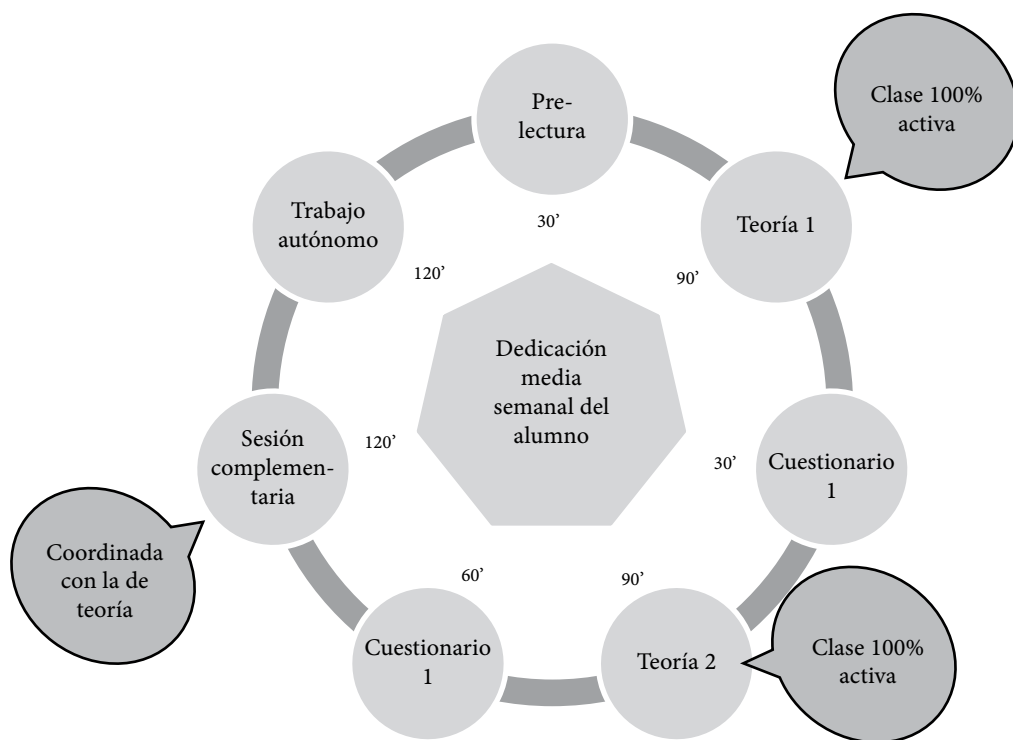 Pre-
lectura
30’
Clase 100%
activa
Teoría 1
90’
Cuestionario
1
30’
Clase 100%
activa
Teoría 2
90’
Cuestionario
1
60’
Sesión
complemen-
taria
120’
Coordinada
con la de
teoría
Trabajo
autónomo
120’
Dedicación
media
semanal del
alumno